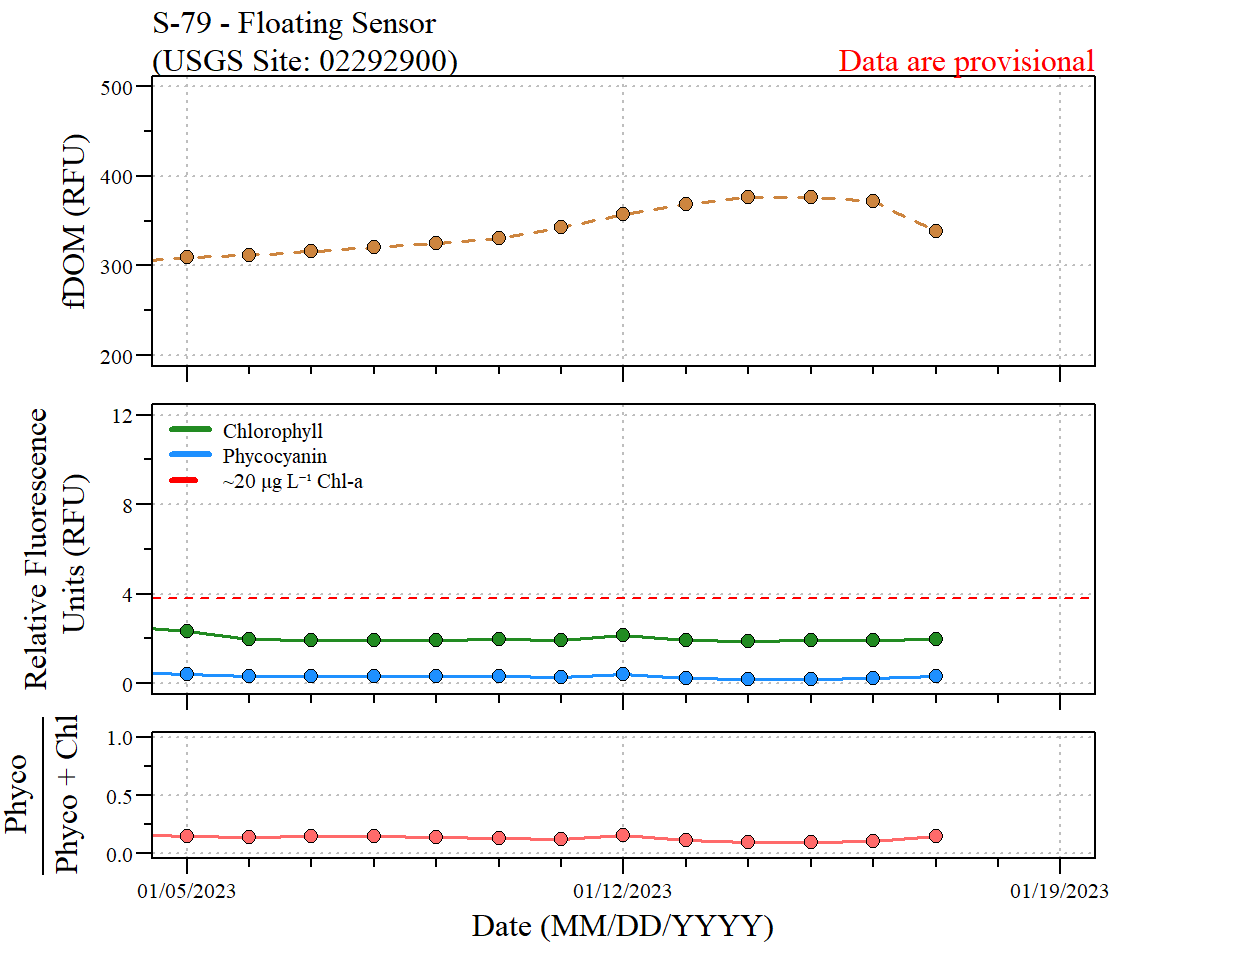 S-79 - Floating Sensor
(USGS Site: 02292900)
Data are provisional
fDOM (RFU)
500
400
300
200
Relative Fluorescence
Units (RFU)
12
8
4
0
Chlorophyll
Phycocyanin
~20 µg L⁻¹ Chl-a
Phyco
Phyco + Chl
1.0
0.5
0.0
01/05/2023
01/12/2023
01/19/2023
Date (MM/DD/YYYY)